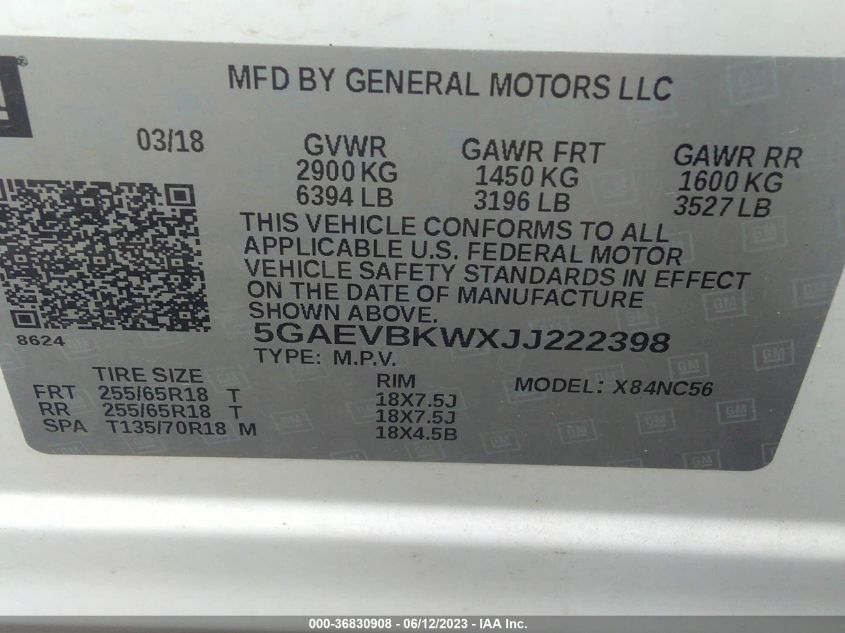 MFD BY GENERAL MOTORS LLC
03/18 GVWR GAWR FRT GAWR RR
2900 KG 1450 KG 1600 KG
6394 LB 3196 LB 3527 LB
THIS VEHICLE CONFORMS TO ALL
APPLICABLE U.S. FEDERAL MOTOR
VEHICLE SAFETY STANDARDS IN EFFECT
ON THE DATE OF MANUFACTURE
SHOWN ABOVE.
8624 5GAEVBKWXJJ222398
TYPE: M.P.V.
TIRE SIZE RIM MODEL: X84NC56
FRT 255/65R18 T 18X7.5J
RR 255/65R18 T 18X7.5J
SPA T135/70R18 M 18X4.5B
000-36830908 - 06/12/2023 - IAA Inc.